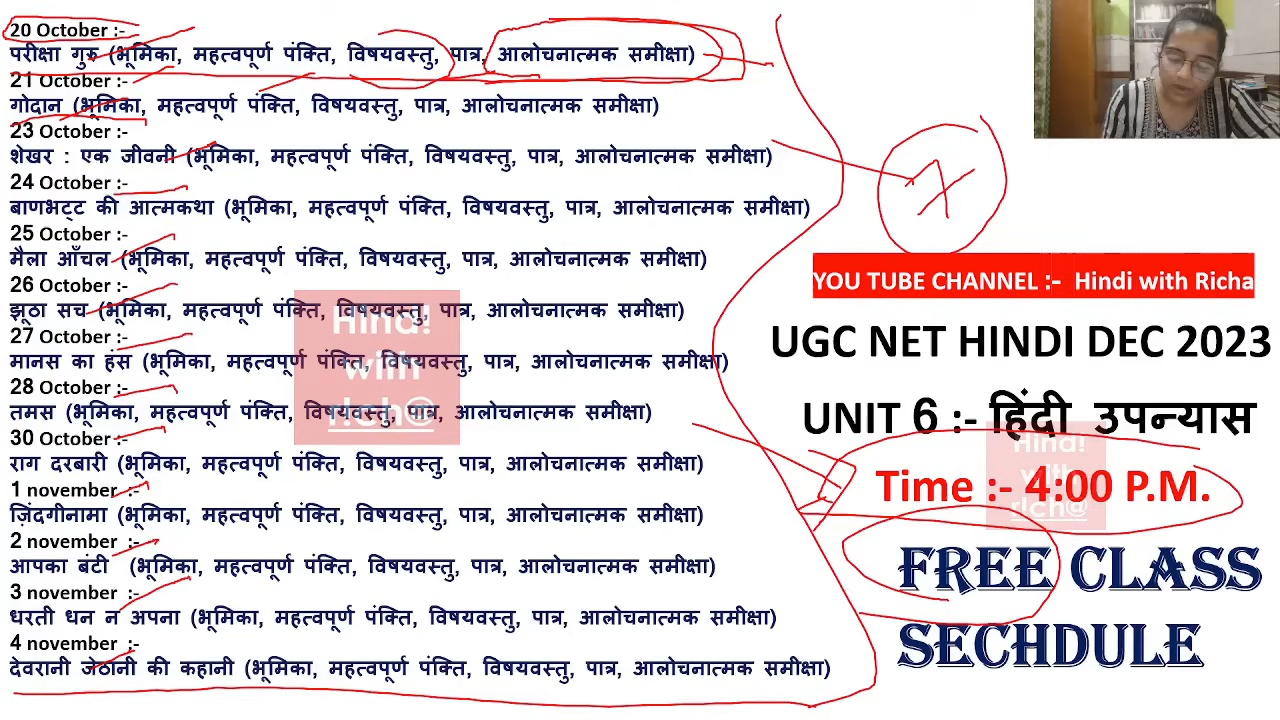 20 October :-
परीक्षा गुरु (भूमिका, महत्वपूर्ण पंक्ति, विषयवस्तु, पात्र, आलोचनात्मक समीक्षा)
21 October :-
गोदान (भूमिका, महत्वपूर्ण पंक्ति, विषयवस्तु, पात्र, आलोचनात्मक समीक्षा)
23 October :-
शेखर : एक जीवनी (भूमिका, महत्वपूर्ण पंक्ति, विषयवस्तु, पात्र, आलोचनात्मक समीक्षा)
24 October :-
बाणभट्ट की आत्मकथा (भूमिका, महत्वपूर्ण पंक्ति, विषयवस्तु, पात्र, आलोचनात्मक समीक्षा)
25 October :-
मैला आँचल (भूमिका, महत्वपूर्ण पंक्ति, विषयवस्तु, पात्र, आलोचनात्मक समीक्षा)
26 October :-
झूठा सच (भूमिका, महत्वपूर्ण पंक्ति, विषयवस्तु, पात्र, आलोचनात्मक समीक्षा)
27 October :-
मानस का हंस (भूमिका, महत्वपूर्ण पंक्ति, विषयवस्तु, पात्र, आलोचनात्मक समीक्षा)
28 October :-
तमस (भूमिका, महत्वपूर्ण पंक्ति, विषयवस्तु, पात्र, आलोचनात्मक समीक्षा)
30 October :-
राग दरबारी (भूमिका, महत्वपूर्ण पंक्ति, विषयवस्तु, पात्र, आलोचनात्मक समीक्षा)
1 november :-
ज़िंदगीनामा (भूमिका, महत्वपूर्ण पंक्ति, विषयवस्तु, पात्र, आलोचनात्मक समीक्षा)
2 november :-
आपका बंटी (भूमिका, महत्वपूर्ण पंक्ति, विषयवस्तु, पात्र, आलोचनात्मक समीक्षा)
3 november :-
धरती धन न अपना (भूमिका, महत्वपूर्ण पंक्ति, विषयवस्तु, पात्र, आलोचनात्मक समीक्षा)
4 november :-
देवरानी जेठानी की कहानी (भूमिका, महत्वपूर्ण पंक्ति, विषयवस्तु, पात्र, आलोचनात्मक समीक्षा)
Hind!
with
r!ch@
YOU TUBE CHANNEL :- Hindi with Richa
UGC NET HINDI DEC 2023
UNIT 6 :- हिंदी उपन्यास
Time :- 4:00 P.M.
Hind!
with
r!ch@
FREE CLASS
SECHDULE